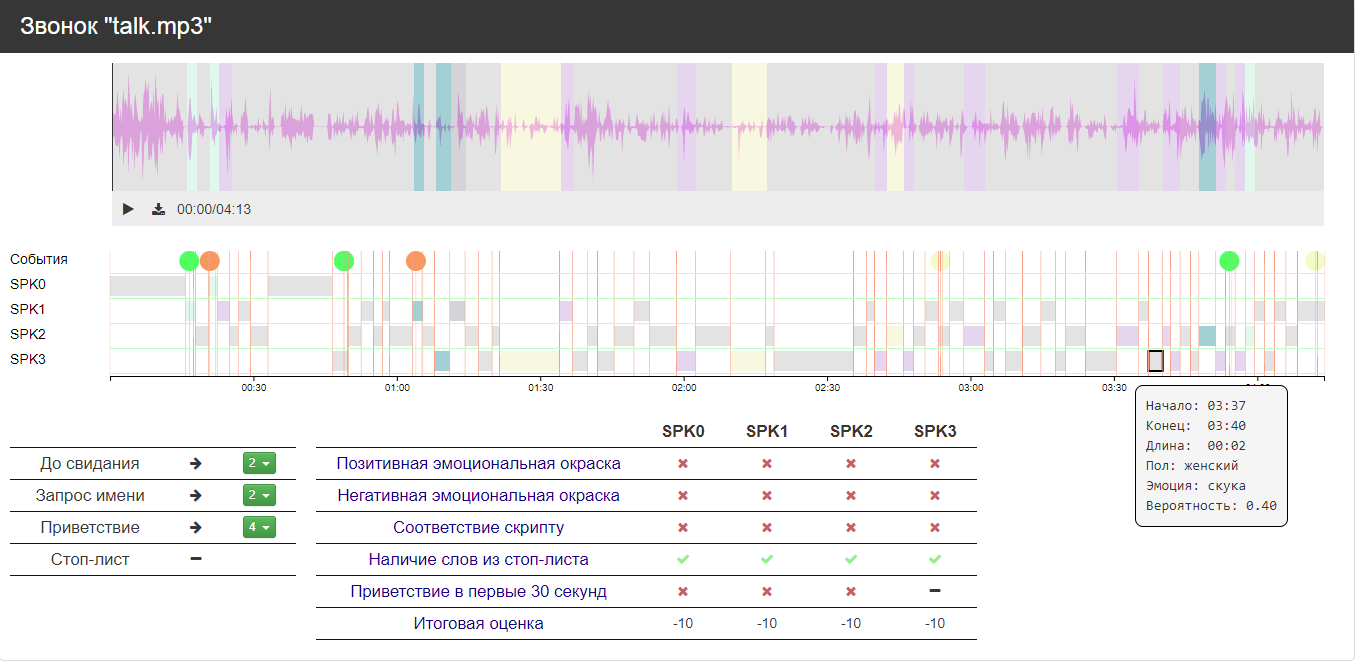 Звонок "talk.mp3"
00:00/04:13
События
SPK0
SPK1
SPK2
SPK3
00:30 01:00 01:30 02:00 02:30 03:00 03:30
Начало: 03:37
Конец: 03:40
Длина: 00:02
Пол: женский
Эмоция: скука
Вероятность: 0.40
До свидания 2
Запрос имени 2
Приветствие 4
Стоп-лист
SPK0 SPK1 SPK2 SPK3
Позитивная эмоциональная окраска
Негативная эмоциональная окраска
Соответствие скрипту
Наличие слов из стоп-листа
Приветствие в первые 30 секунд
Итоговая оценка -10 -10 -10 -10